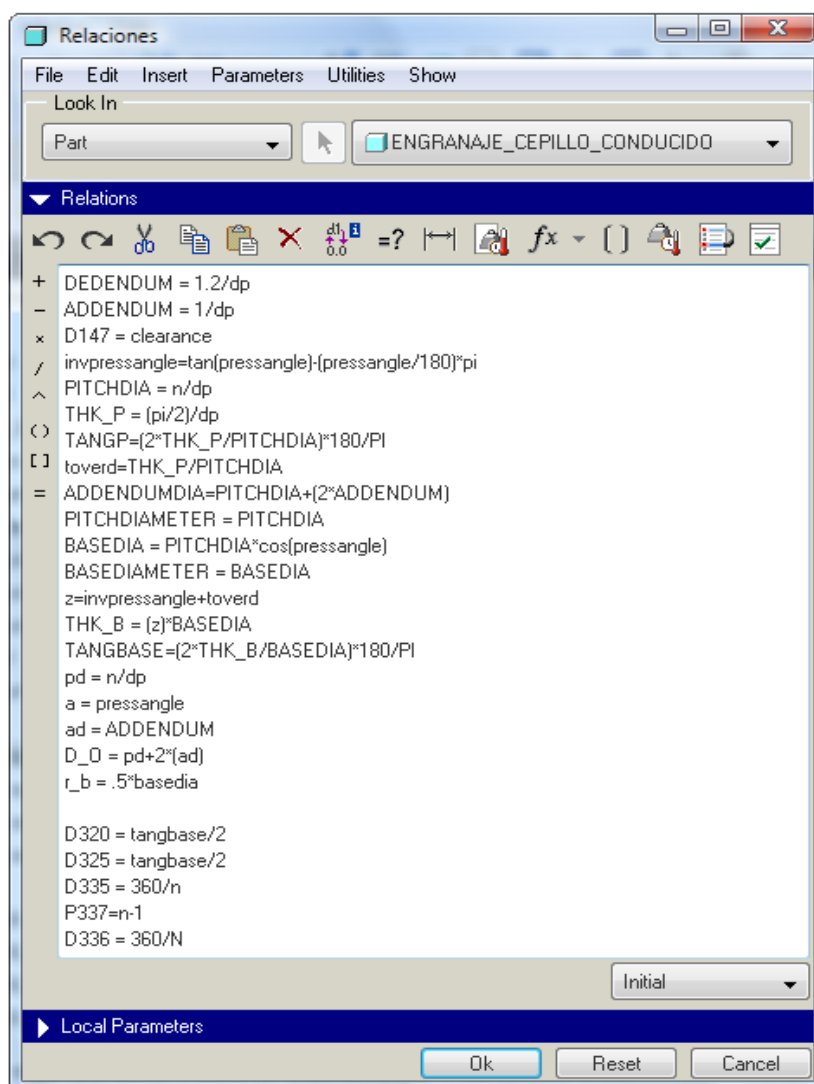 Relaciones
File Edit Insert Parameters Utilities Show
Look In
Part ENGRANAJE_CEPILLO_CONDUCIDO
Relations
=? fx [ ]
+ DEDENDUM = 1.2/dp
- ADDENDUM = 1/dp
× D147 = clearance
/ invpressangle=tan(pressangle)-(pressangle/180)*pi
^ PITCHDIA = n/dp
THK_P = (pi/2)/dp
() TANGP=(2*THK_P/PITCHDIA)*180/PI
[] toverd=THK_P/PITCHDIA
= ADDENDUMDIA=PITCHDIA+(2*ADDENDUM)
PITCHDIAMETER = PITCHDIA
BASEDIA = PITCHDIA*cos(pressangle)
BASEDIAMETER = BASEDIA
z=invpressangle+toverd
THK_B = (z)*BASEDIA
TANGBASE=(2*THK_B/BASEDIA)*180/PI
pd = n/dp
a = pressangle
ad = ADDENDUM
D_O = pd+2*(ad)
r_b = .5*basedia
D320 = tangbase/2
D325 = tangbase/2
D335 = 360/n
P337=n-1
D336 = 360/N
Initial
Local Parameters
Ok Reset Cancel